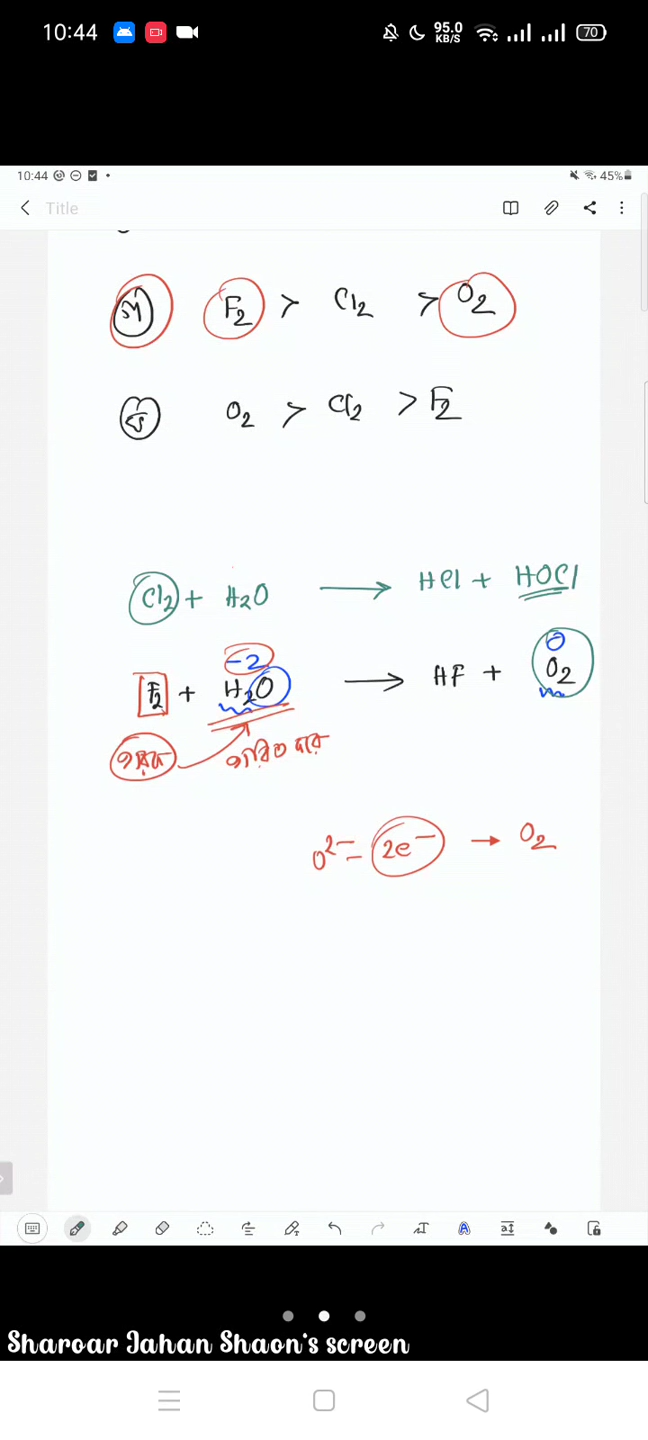 10:44 95.0 KB/S 70
10:44 45%
Title
গ F2 > Cl2 > O2
ঙ O2 > Cl2 > F2
Cl2 + H2O → HCl + HOCl
-2 0
F2 + H2O → HF + O2
জারিত করে
O2- = 2e- → O2
Sharoar Jahan Shaon's screen